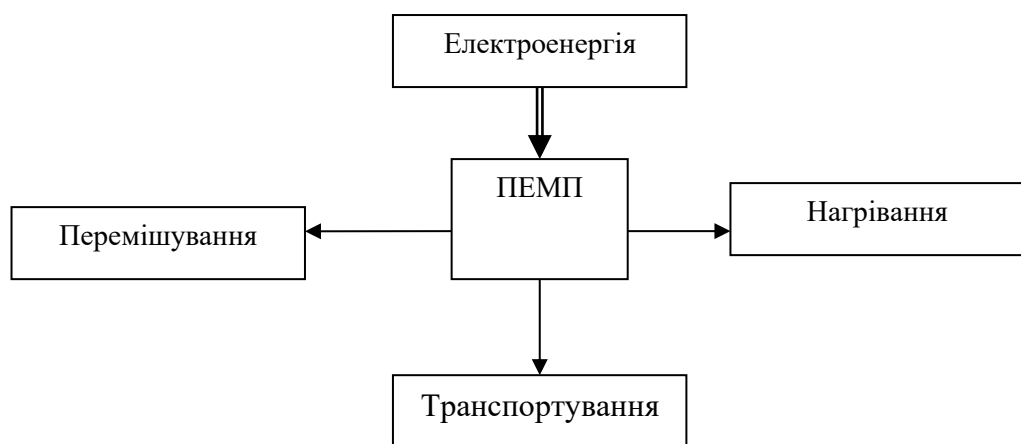 Електроенергія
ПЕМП
Нагрівання
Перемішування
Транспортування